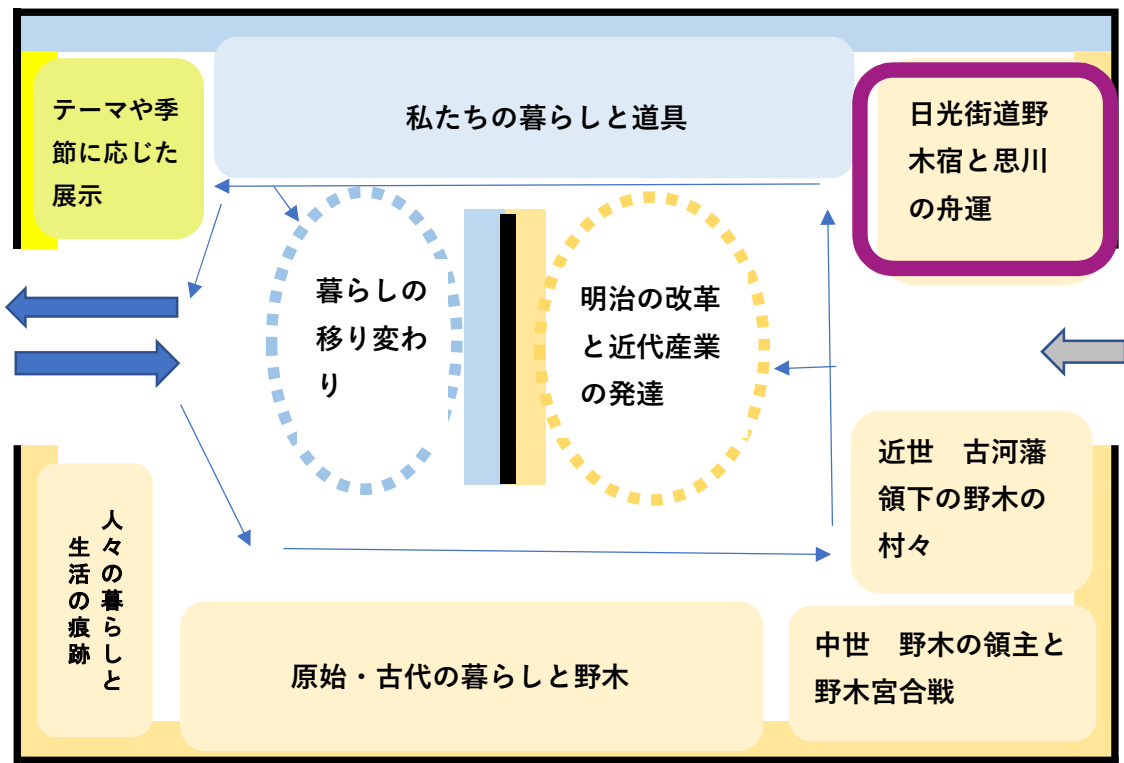 テーマや季
節に応じた
展示
私たちの暮らしと道具
日光街道野
木宿と思川
の舟運
暮らしの
移り変わ
り
明治の改革
と近代産業
の発達
近世　古河藩
領下の野木の
村々
人々の暮らしと
生活の痕跡
原始・古代の暮らしと野木
中世　野木の領主と
野木宮合戦